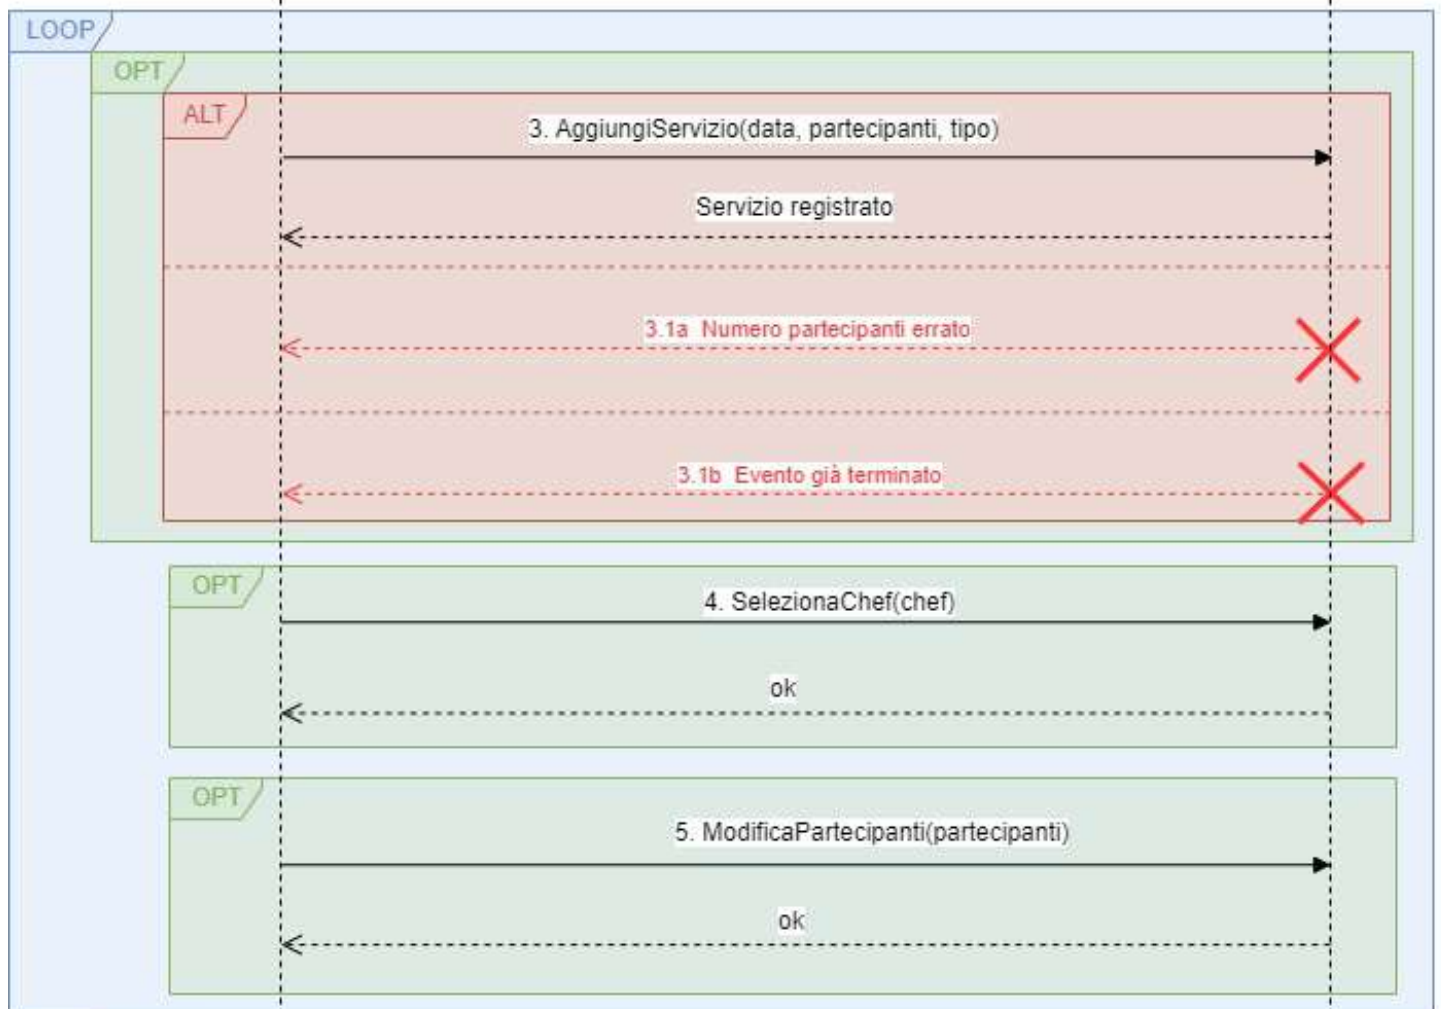 LOOP
OPT
ALT
3. AggiungiServizio(data, partecipanti, tipo)
Servizio registrato
3.1a Numero partecipanti errato
3.1b Evento già terminato
OPT
4. SelezionaChef(chef)
ok
OPT
5. ModificaPartecipanti(partecipanti)
ok